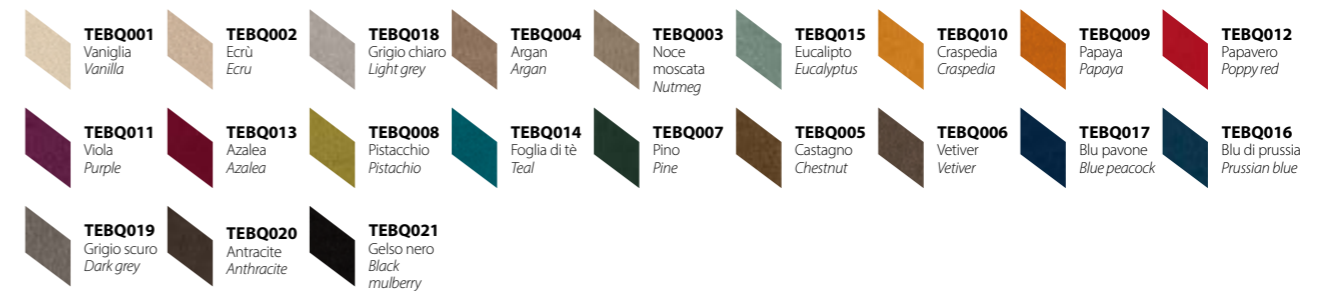 TEBQ001
Vaniglia
Vanilla
TEBQ002
Ecrù
Ecru
TEBQ018
Grigio chiaro
Light grey
TEBQ004
Argan
Argan
TEBQ003
Noce
moscata
Nutmeg
TEBQ015
Eucalipto
Eucalyptus
TEBQ010
Craspedia
Craspedia
TEBQ009
Papaya
Papaya
TEBQ012
Papavero
Poppy red
TEBQ011
Viola
Purple
TEBQ013
Azalea
Azalea
TEBQ008
Pistacchio
Pistachio
TEBQ014
Foglia di tè
Teal
TEBQ007
Pino
Pine
TEBQ005
Castagno
Chestnut
TEBQ006
Vetiver
Vetiver
TEBQ017
Blu pavone
Blue peacock
TEBQ016
Blu di prussia
Prussian blue
TEBQ019
Grigio scuro
Dark grey
TEBQ020
Antracite
Anthracite
TEBQ021
Gelso nero
Black
mulberry